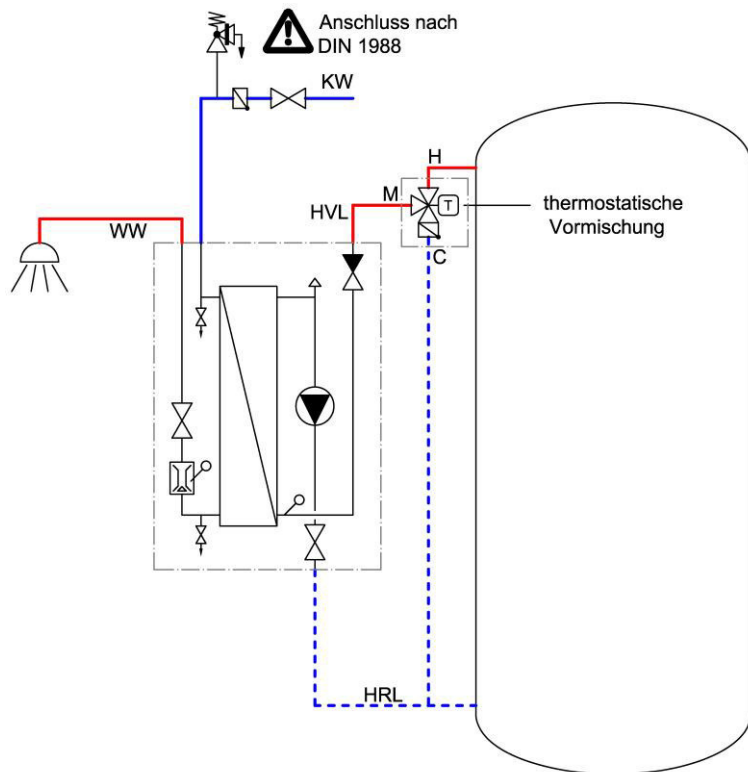 Anschluss nach
DIN 1988
KW
H
M
T
thermostatische
Vormischung
HVL
WW
C
HRL